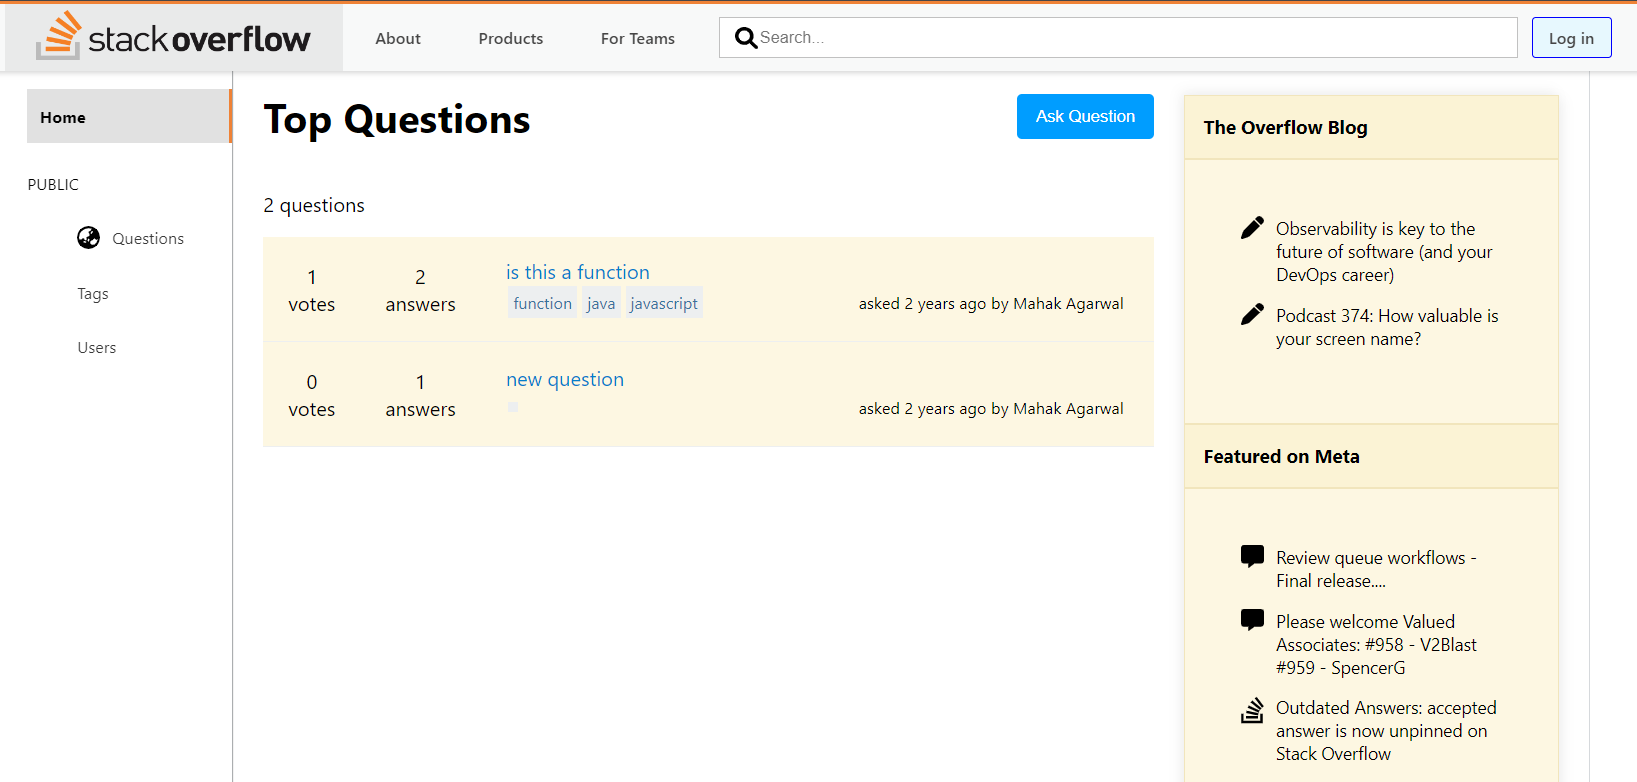 stack overflow
About
Products
For Teams
Search...
Log in
Home
PUBLIC
Questions
Tags
Users
Top Questions
Ask Question
2 questions
1
votes
2
answers
is this a function
function java javascript
asked 2 years ago by Mahak Agarwal
0
votes
1
answers
new question
asked 2 years ago by Mahak Agarwal
The Overflow Blog
Observability is key to the
future of software (and your
DevOps career)
Podcast 374: How valuable is
your screen name?
Featured on Meta
Review queue workflows -
Final release....
Please welcome Valued
Associates: #958 - V2Blast
#959 - SpencerG
Outdated Answers: accepted
answer is now unpinned on
Stack Overflow